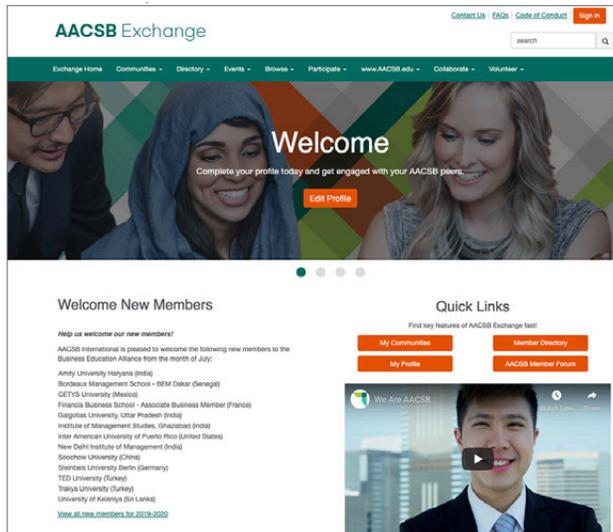 Contact Us FAQs Code of Conduct Sign In
AACSB Exchange
search
Exchange Home Communities Directory Events Browse Participate www.AACSB.edu Collaborate Volunteer
Welcome
Complete your profile today and get engaged with your AACSB peers.
Edit Profile
Welcome New Members
Help us welcome our new members!
AACSB International is pleased to welcome the following new members to the
Business Education Alliance from the month of July:
Amity University Haryana (India)
Bordeaux Management School - BEM Dakar (Senegal)
CETYS University (Mexico)
Financia Business School - Associate Business Member (France)
Galgotias University, Uttar Pradesh (India)
Institute of Management Studies, Ghaziabad (India)
Inter American University of Puerto Rico (United States)
New Delhi Institute of Management (India)
Soochow University (China)
Steinbeis University Berlin (Germany)
TED University (Turkey)
Trakya University (Turkey)
University of Kelaniya (Sri Lanka)
View all new members for 2019-2020
Quick Links
Find key features of AACSB Exchange fast!
My Communities Member Directory
My Profile AACSB Member Forum
We Are AACSB
Watch later Share